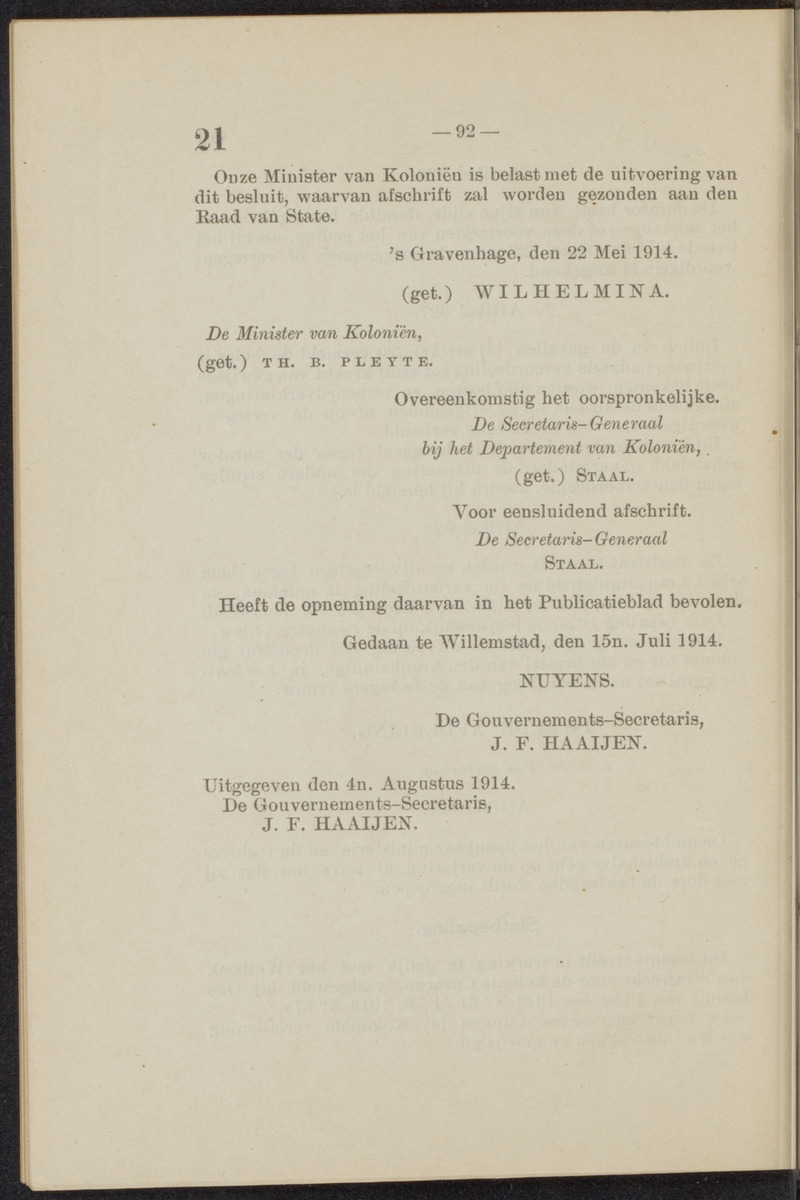 21
— 92 —
Onze Minister van Koloniën is belast met de uitvoering van
dit besluit, waarvan afschrift zal worden gezonden aan den
Raad van State.
's Gravenhage, den 22 Mei 1914.
(get.) WILHELMINA.
De Minister van Koloniën,
(get.) TH. B. PLEYTE.
Overeenkomstig het oorspronkelijke.
De Secretaris-Generaal
bij het Departement van Koloniën,
(get.) STAAL.
Voor eensluidend afschrift.
De Secretaris-Generaal
STAAL.
Heeft de opneming daarvan in het Publicatieblad bevolen.
Gedaan te Willemstad, den 15n. Juli 1914.
NUYENS.
De Gouvernements-Secretaris,
J. F. HAAIJEN.
Uitgegeven den 4n. Augustus 1914.
De Gouvernements-Secretaris,
J. F. HAAIJEN.